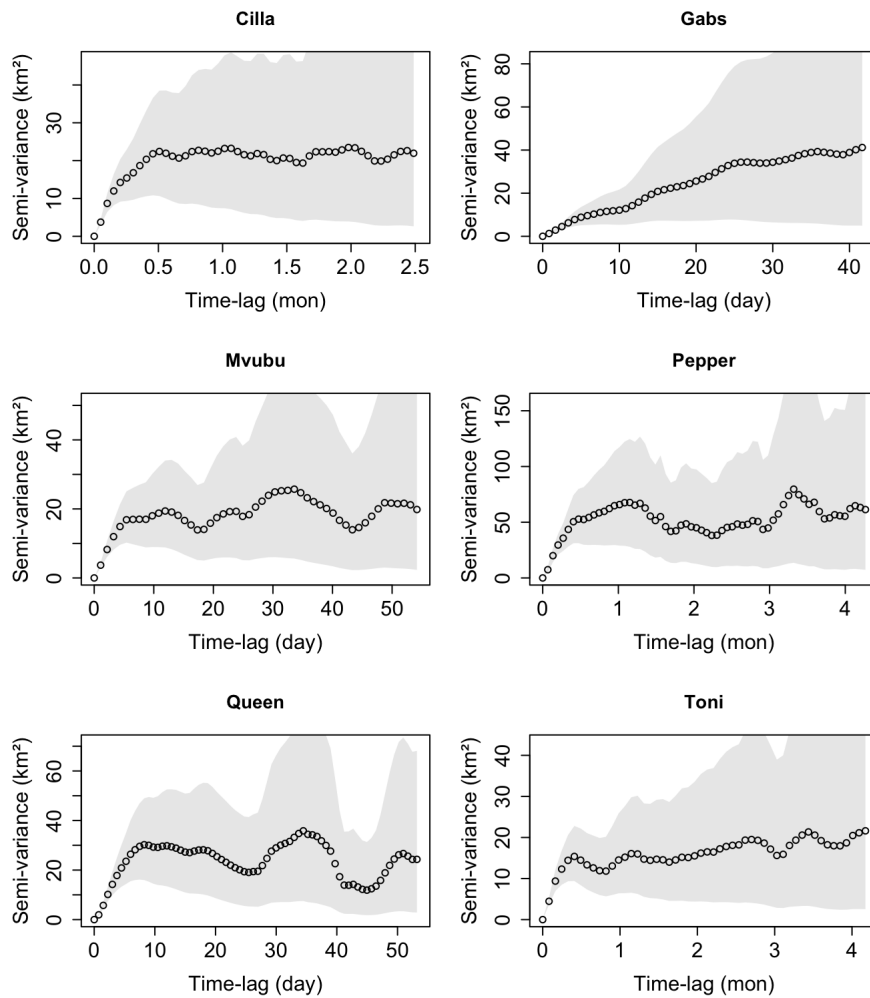 Cilla
Semi-variance (km²)
0 10 30
0.0 0.5 1.0 1.5 2.0 2.5
Time-lag (mon)
Gabs
Semi-variance (km²)
0 20 40 60 80
0 10 20 30 40
Time-lag (day)
Mvubu
Semi-variance (km²)
0 20 40
0 10 20 30 40 50
Time-lag (day)
Pepper
Semi-variance (km²)
0 50 100 150
0 1 2 3 4
Time-lag (mon)
Queen
Semi-variance (km²)
0 20 40 60
0 10 20 30 40 50
Time-lag (day)
Toni
Semi-variance (km²)
0 10 20 30 40
0 1 2 3 4
Time-lag (mon)